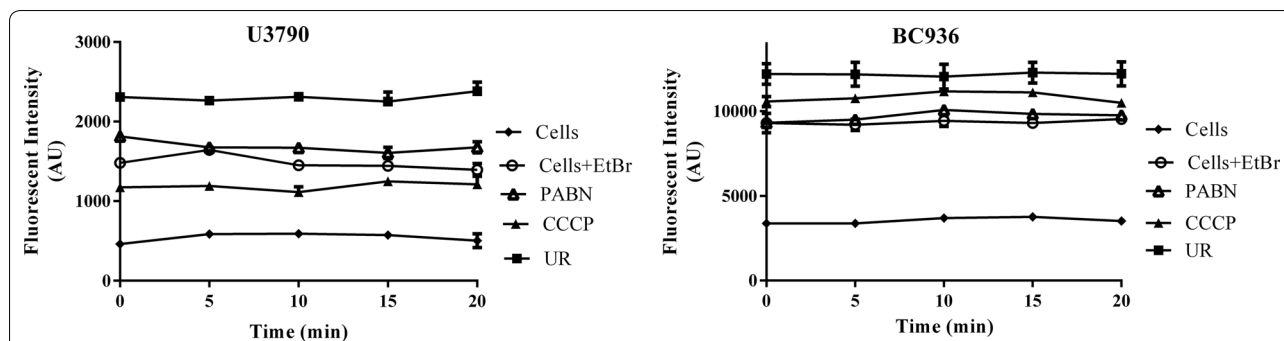 U3790
Fluorescent Intensity
(AU)
3000
2000
1000
0
0 5 10 15 20
Time (min)
Cells
Cells+EtBr
PABN
CCCP
UR
BC936
Fluorescent Intensity
(AU)
10000
5000
0
0 5 10 15 20
Time (min)
Cells
Cells+EtBr
PABN
CCCP
UR